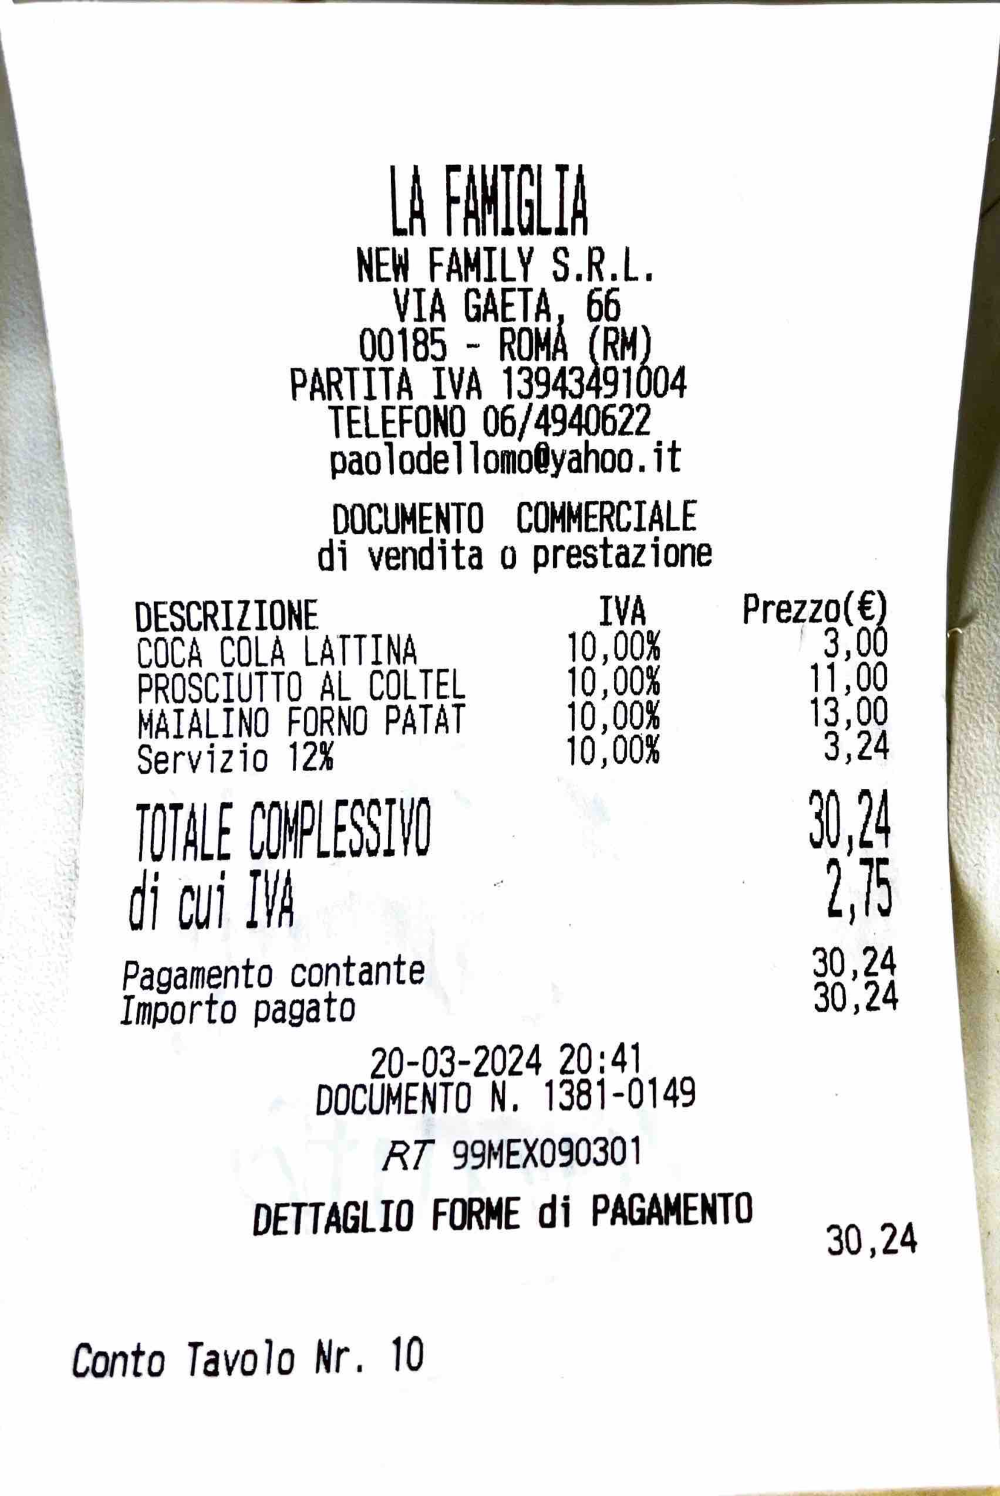 LA FAMIGLIA
NEW FAMILY S.R.L.
VIA GAETA, 66
00185 - ROMA (RM)
PARTITA IVA 13943491004
TELEFONO 06/4940622
paolodellomo@yahoo.it
DOCUMENTO COMMERCIALE
di vendita o prestazione
DESCRIZIONE IVA Prezzo(€)
COCA COLA LATTINA 10,00% 3,00
PROSCIUTTO AL COLTEL 10,00% 11,00
MAIALINO FORNO PATAT 10,00% 13,00
Servizio 12% 10,00% 3,24
TOTALE COMPLESSIVO 30,24
di cui IVA 2,75
Pagamento contante 30,24
Importo pagato 30,24
20-03-2024 20:41
DOCUMENTO N. 1381-0149
RT 99MEX090301
DETTAGLIO FORME di PAGAMENTO
30,24
Conto Tavolo Nr. 10